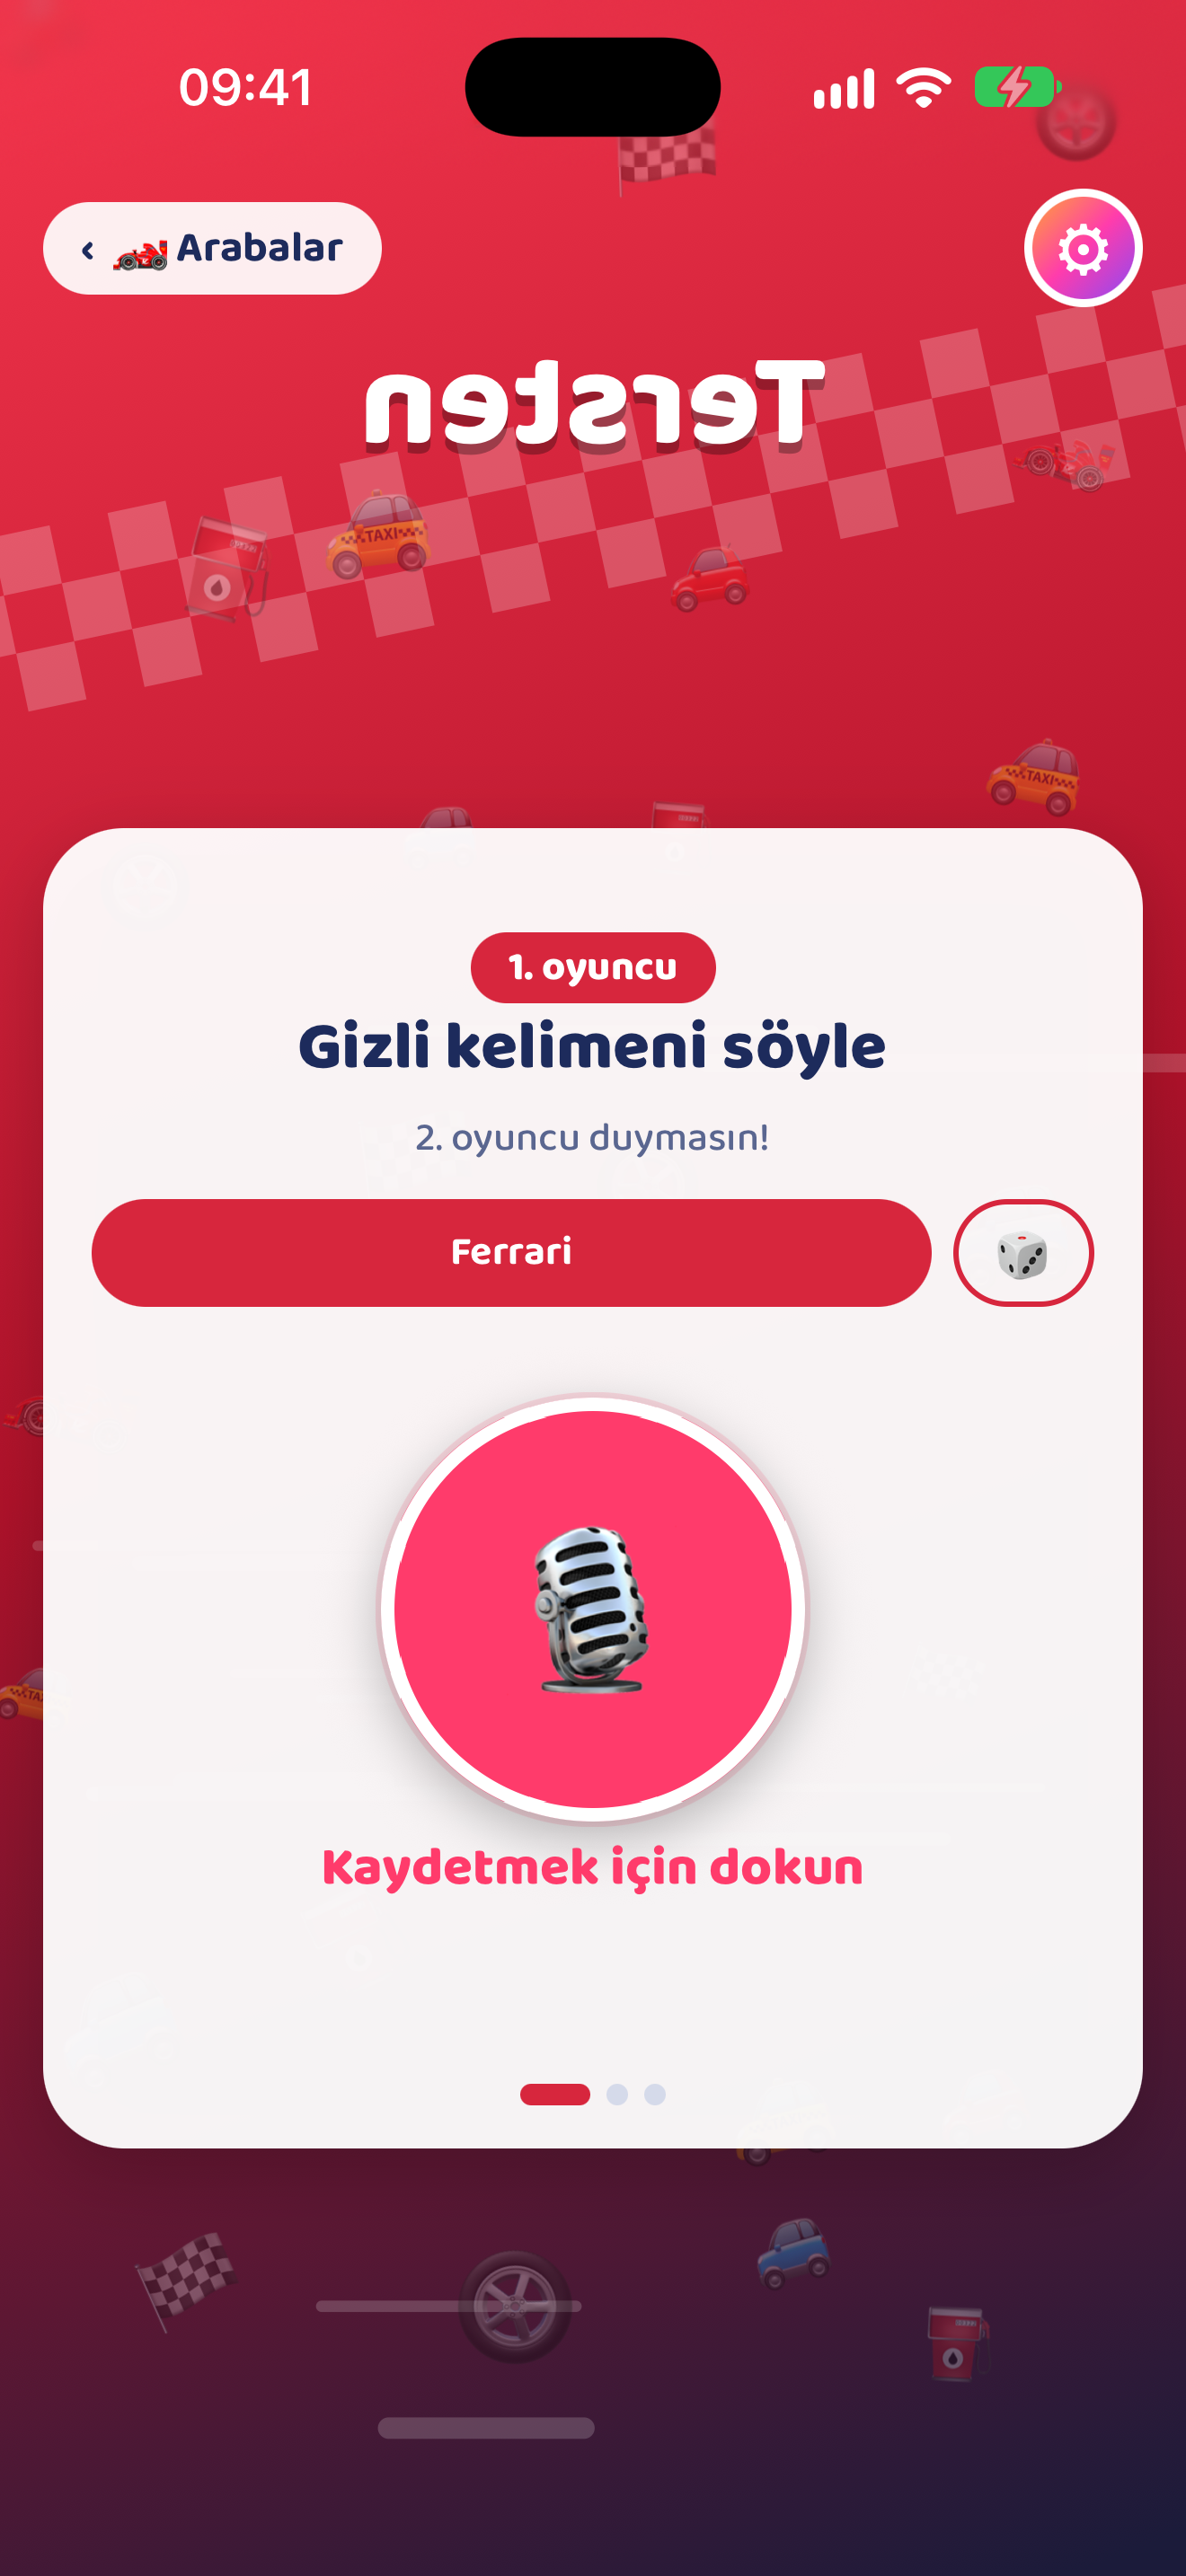 09:41
‹ Arabalar
Tersten
1. oyuncu
Gizli kelimeni söyle
2. oyuncu duymasın!
Ferrari
Kaydetmek için dokun
TAXI
TAXI